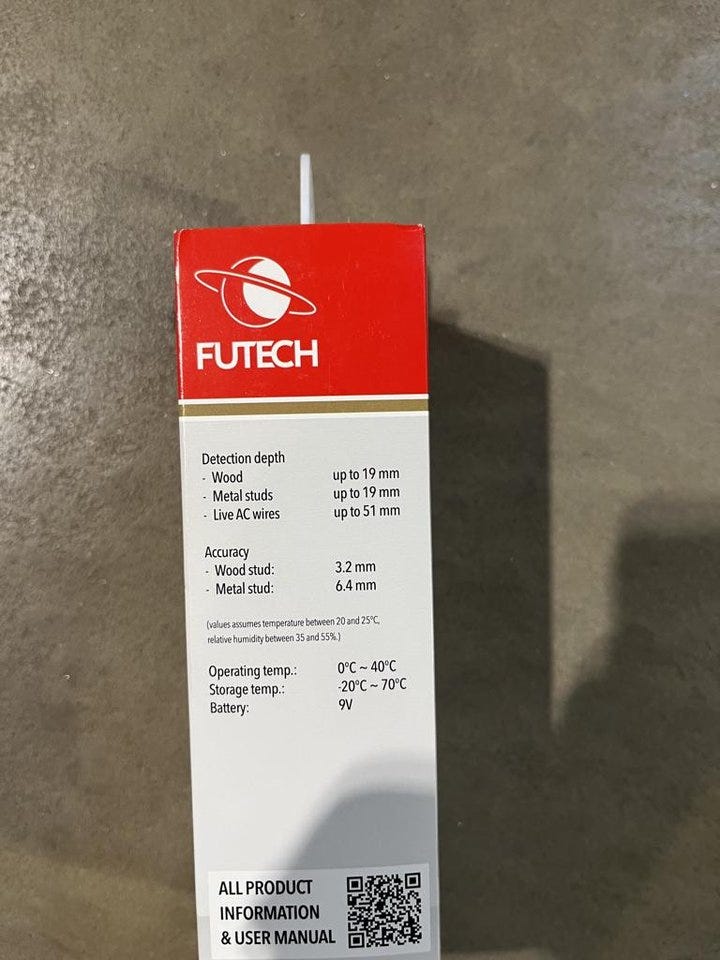 FUTECH
Detection depth
- Wood up to 19 mm
- Metal studs up to 19 mm
- Live AC wires up to 51 mm
Accuracy
- Wood stud: 3.2 mm
- Metal stud: 6.4 mm
(values assumes temperature between 20 and 25°C,
relative humidity between 35 and 55%.)
Operating temp.: 0°C ~ 40°C
Storage temp.: -20°C ~ 70°C
Battery: 9V
ALL PRODUCT
INFORMATION
& USER MANUAL